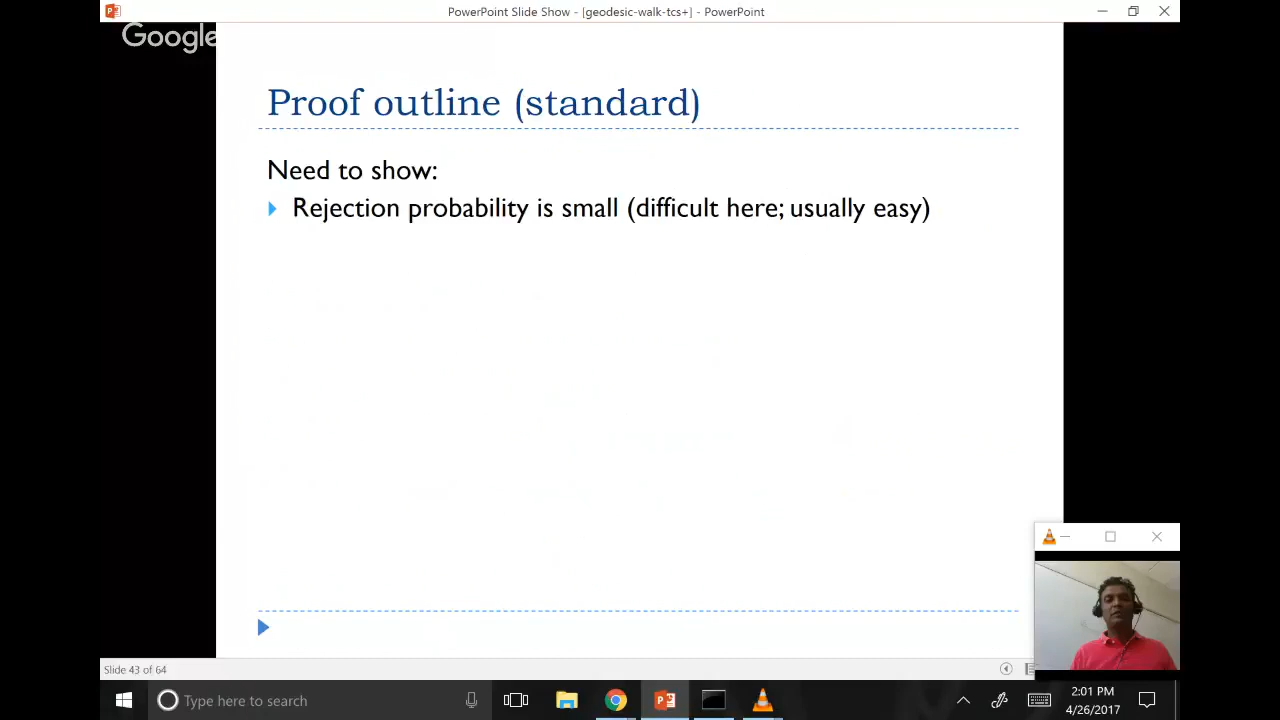 PowerPoint Slide Show - [geodesic-walk-tcs+] - PowerPoint
Google
Proof outline (standard)
Need to show:
Rejection probability is small (difficult here; usually easy)
Slide 43 of 64
Type here to search
2:01 PM
4/26/2017